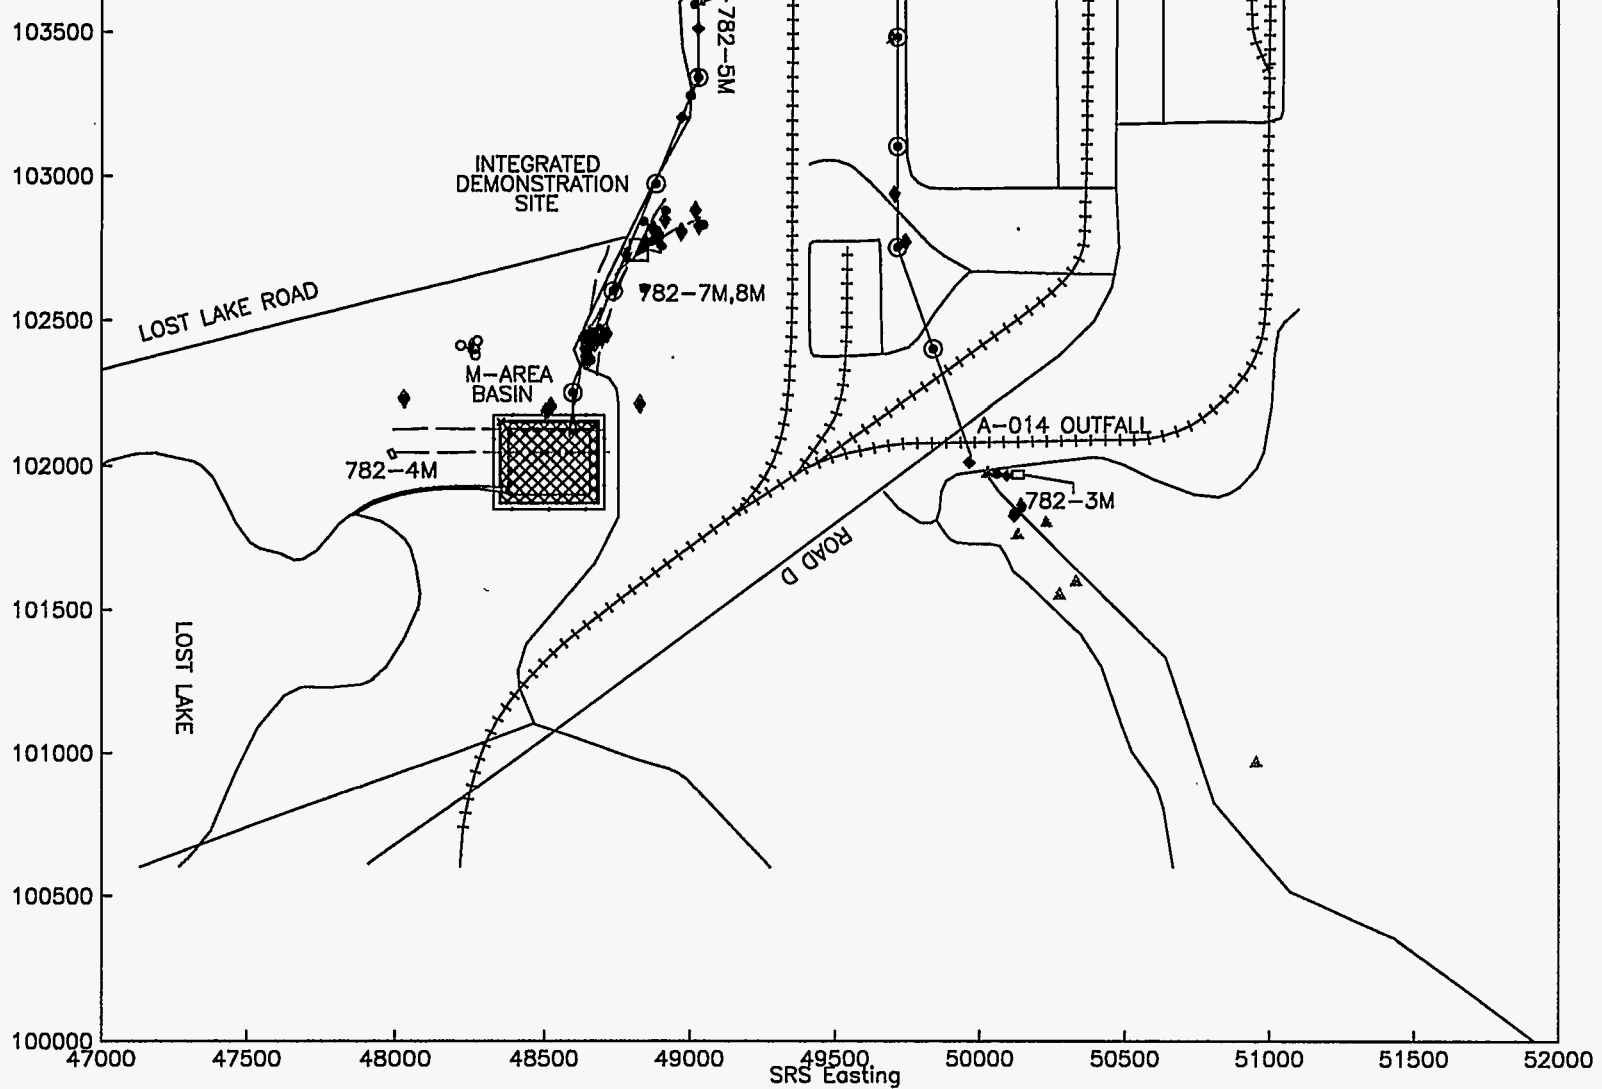 103500
782-5M
INTEGRATED
DEMONSTRATION
SITE
103000
LOST LAKE ROAD
782-7M,8M
102500
M-AREA
BASIN
A-014 OUTFALL
102000
782-4M
782-3M
ROAD D
101500
LOST LAKE
101000
100500
100000
47000 47500 48000 48500 49000 49500 50000 50500 51000 51500 52000
SRS Easting